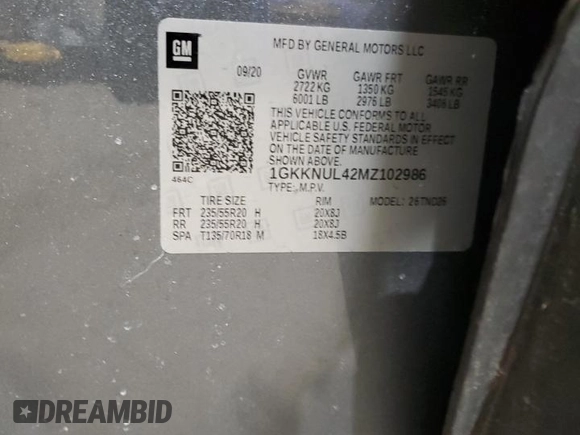 GM
MFD BY GENERAL MOTORS LLC
09/20 GVWR GAWR FRT GAWR RR
2722 KG 1350 KG 1545 KG
6001 LB 2976 LB 3406 LB
THIS VEHICLE CONFORMS TO ALL
APPLICABLE U.S. FEDERAL MOTOR
VEHICLE SAFETY STANDARDS IN EFFECT
ON THE DATE OF MANUFACTURE
SHOWN ABOVE.
464C
1GKKNUL42MZ102986
TYPE: M.P.V. MODEL: 26TND26
TIRE SIZE RIM
FRT 235/55R20 H 20X8J
RR 235/55R20 H 20X8J
SPA T135/70R18 M 18X4.5B
DREAMBID